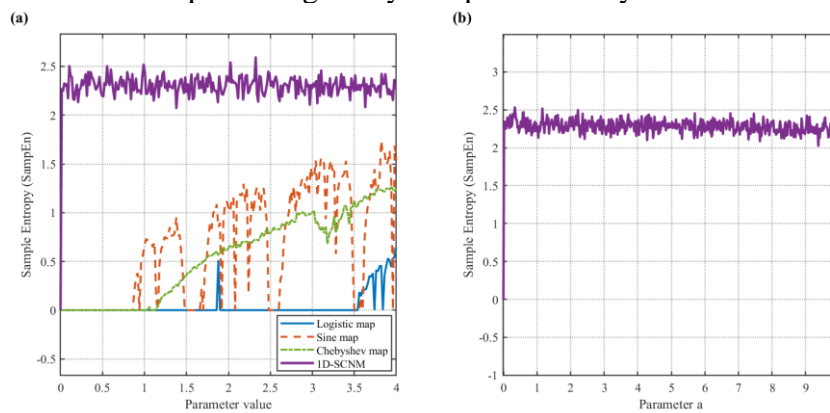 (a)
Sample Entropy (SampEn)
2.5
2
1.5
1
0.5
0
-0.5
0 0.5 1 1.5 2 2.5 3 3.5 4
Parameter value
Logistic map
Sine map
Chebyshev map
1D-SCNM
(b)
Sample Entropy (SampEn)
3
2.5
2
1.5
1
0.5
0
-0.5
-1
0 1 2 3 4 5 6 7 8 9
Parameter a